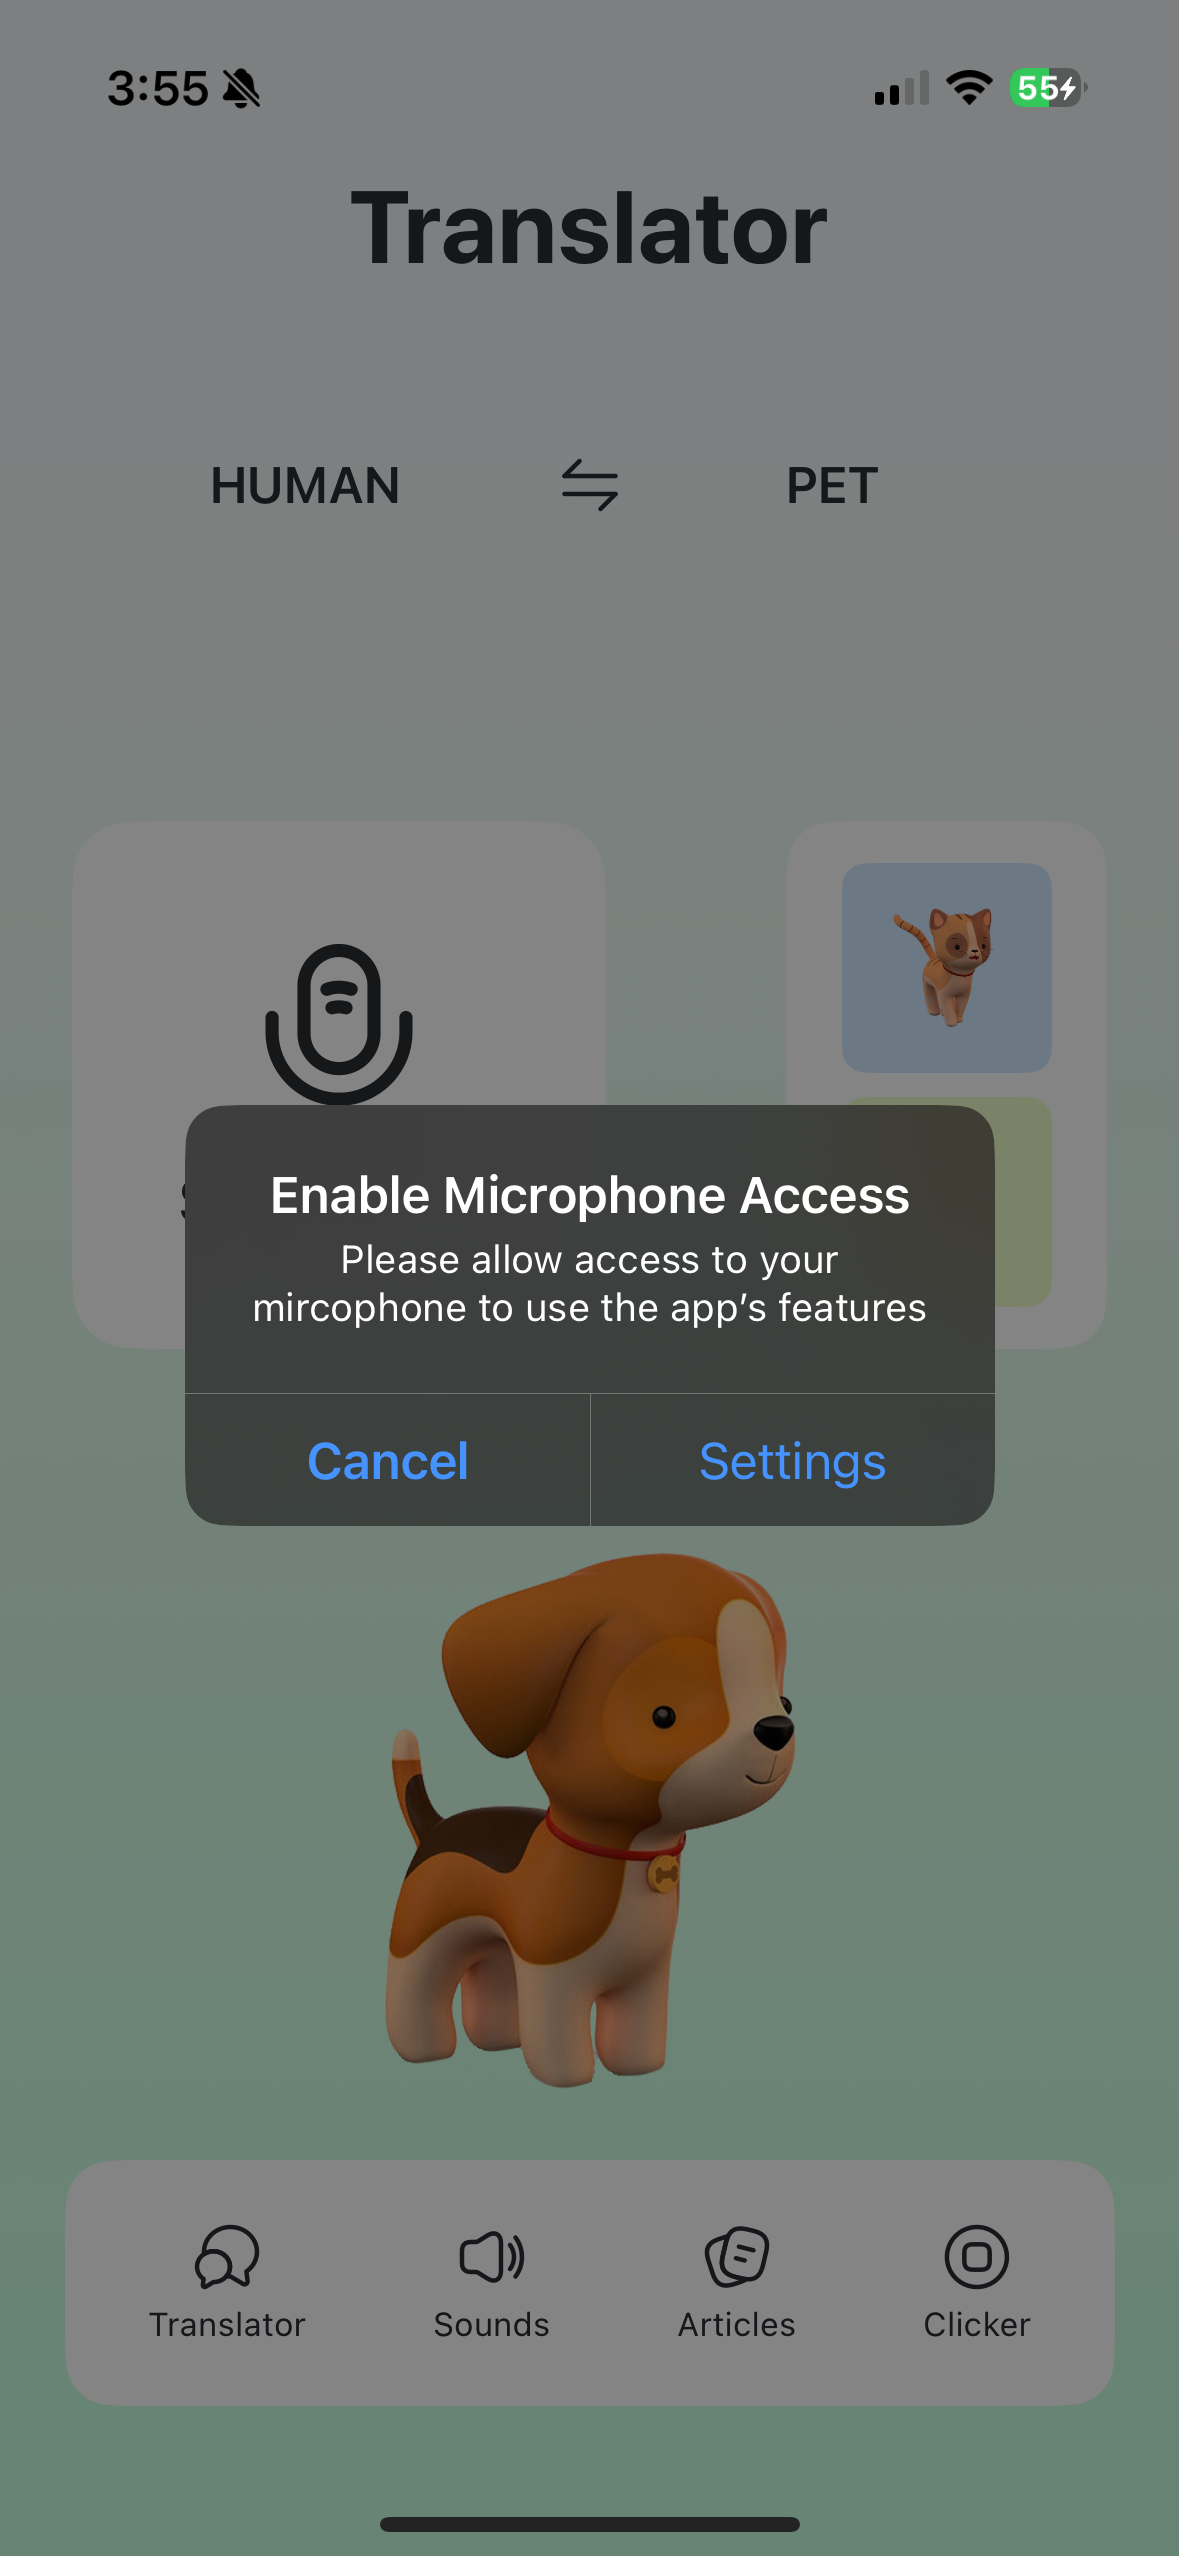 3:55
55
Translator
HUMAN
PET
Enable Microphone Access
Please allow access to your
mircophone to use the app’s features
Cancel
Settings
Translator
Sounds
Articles
Clicker